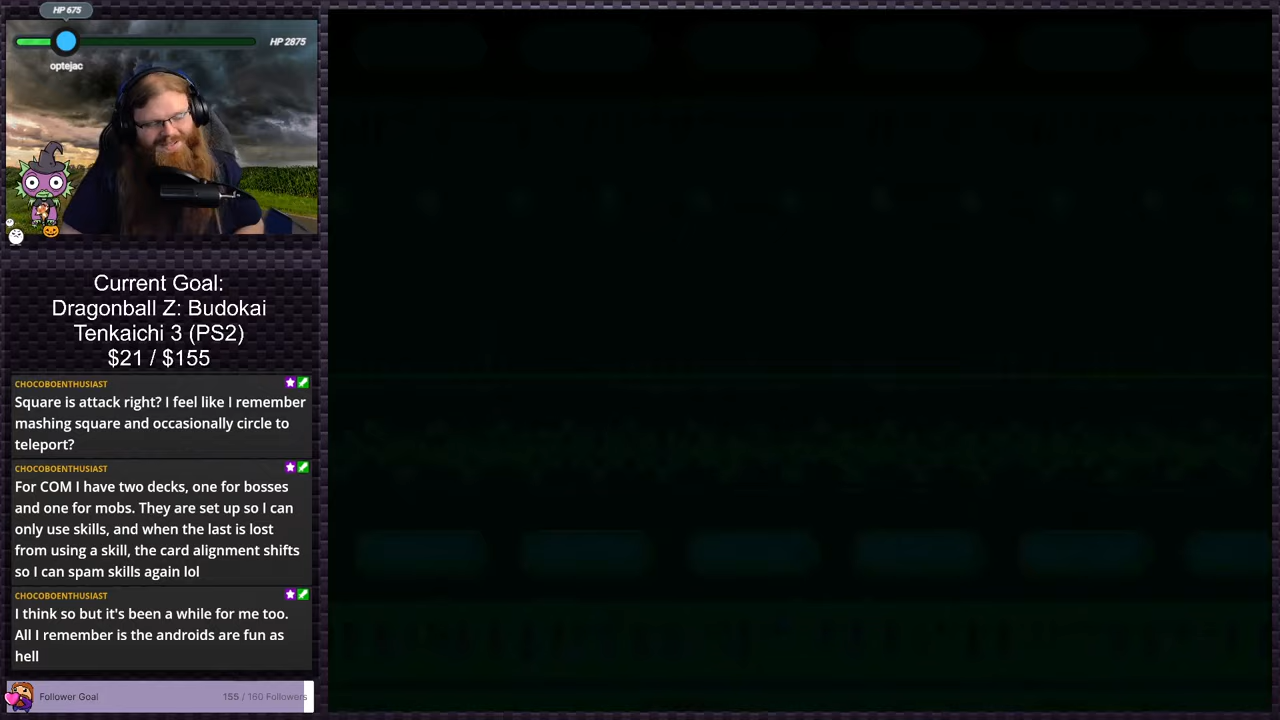 HP 675
HP 2875
optejac
Current Goal:
Dragonball Z: Budokai
Tenkaichi 3 (PS2)
$21 / $155
CHOCOBOENTHUSIAST
Square is attack right? I feel like I remember
mashing square and occasionally circle to
teleport?
CHOCOBOENTHUSIAST
For COM I have two decks, one for bosses
and one for mobs. They are set up so I can
only use skills, and when the last is lost
from using a skill, the card alignment shifts
so I can spam skills again lol
CHOCOBOENTHUSIAST
I think so but it's been a while for me too.
All I remember is the androids are fun as
hell
Follower Goal
155 / 160 Followers